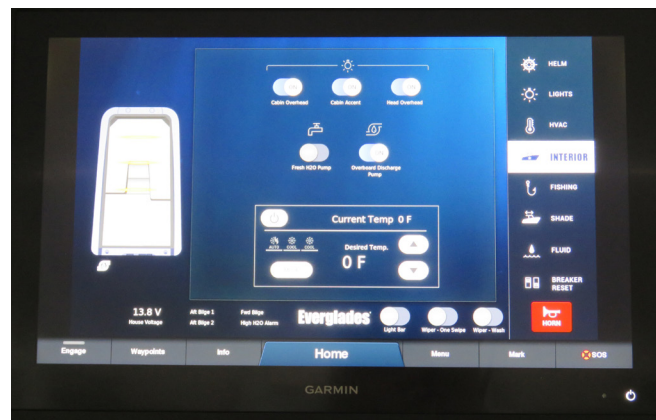 HELM
LIGHTS
HVAC
INTERIOR
FISHING
SHADE
FLUID
BREAKER
RESET
HORN
Cabin Overhead
Cabin Accent
Head Overhead
Fresh H2O Pump
Overboard Discharge
Pump
Current Temp 0 F
AUTO COOL COOL
Desired Temp.
0 F
13.8 V
House Voltage
Aft Bilge 1
Fwd Bilge
Aft Bilge 2
High H2O Alarm
Everglades
Light Bar
Wiper - One Swipe
Wiper - Wash
Engage
Waypoints
Info
Home
Menu
Mark
SOS
GARMIN